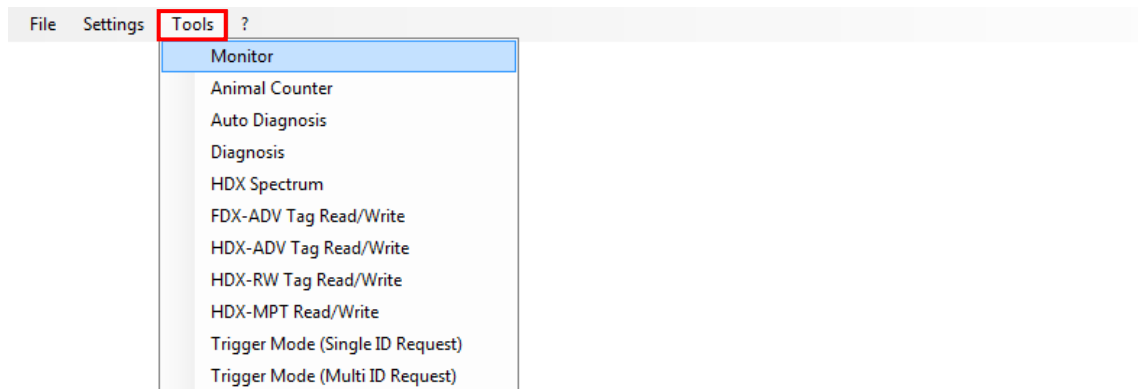 File Settings Tools ?
Monitor
Animal Counter
Auto Diagnosis
Diagnosis
HDX Spectrum
FDX-ADV Tag Read/Write
HDX-ADV Tag Read/Write
HDX-RW Tag Read/Write
HDX-MPT Read/Write
Trigger Mode (Single ID Request)
Trigger Mode (Multi ID Request)